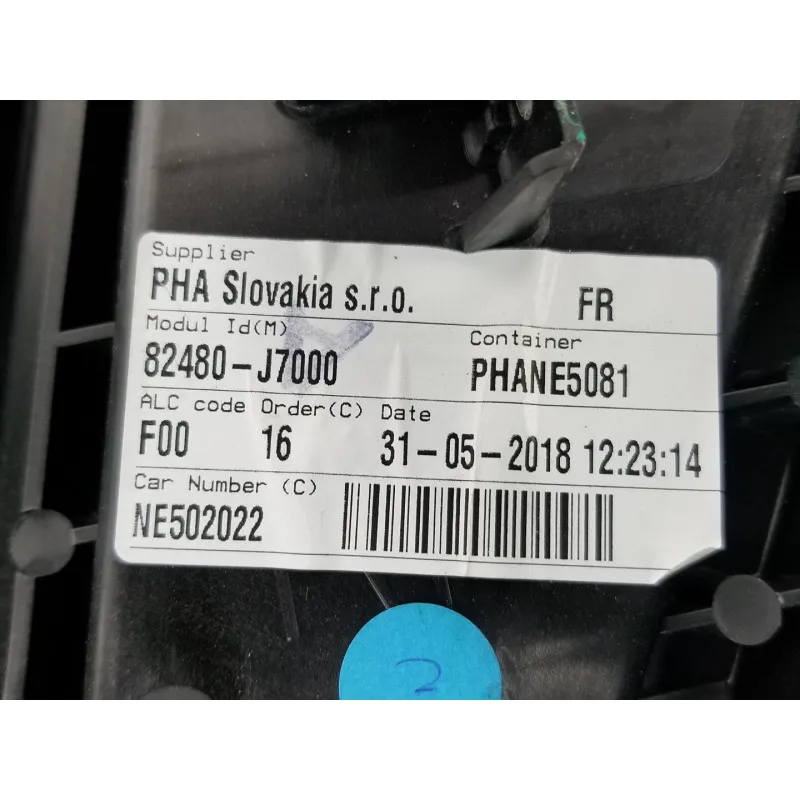 Supplier
PHA Slovakia s.r.o.
FR
Modul Id(M)
Container
82480-J7000
PHANE5081
ALC code Order(C) Date
F00 16 31-05-2018 12:23:14
Car Number (C)
NE502022
2